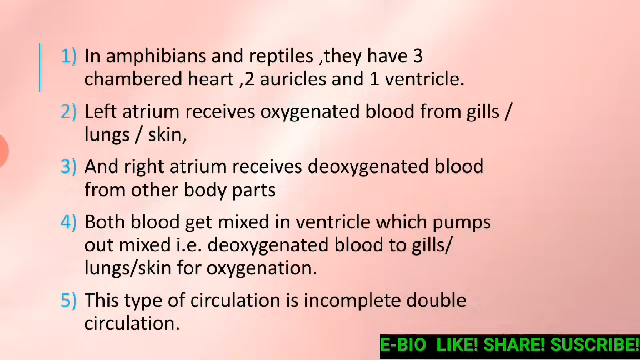 1) In amphibians and reptiles ,they have 3
chambered heart ,2 auricles and 1 ventricle.
2) Left atrium receives oxygenated blood from gills /
lungs / skin,
3) And right atrium receives deoxygenated blood
from other body parts
4) Both blood get mixed in ventricle which pumps
out mixed i.e. deoxygenated blood to gills/
lungs/skin for oxygenation.
5) This type of circulation is incomplete double
circulation.
E-BIO LIKE! SHARE! SUSCRIBE!